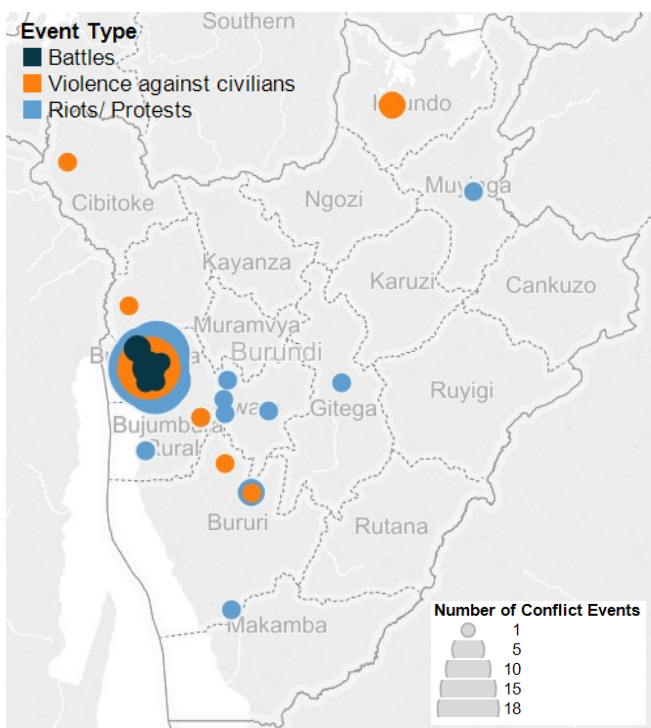 Southern
Event Type
Battles
Violence against civilians
Riots/ Protests
Cibitoke
Ngozi
Muyinga
Kayanza
Karuzi
Cankuzo
Muramvya
Burundi
Ruyigi
Gitega
Bujumbura
Rural
Bururi
Rutana
Makamba
Number of Conflict Events
1
5
10
15
18